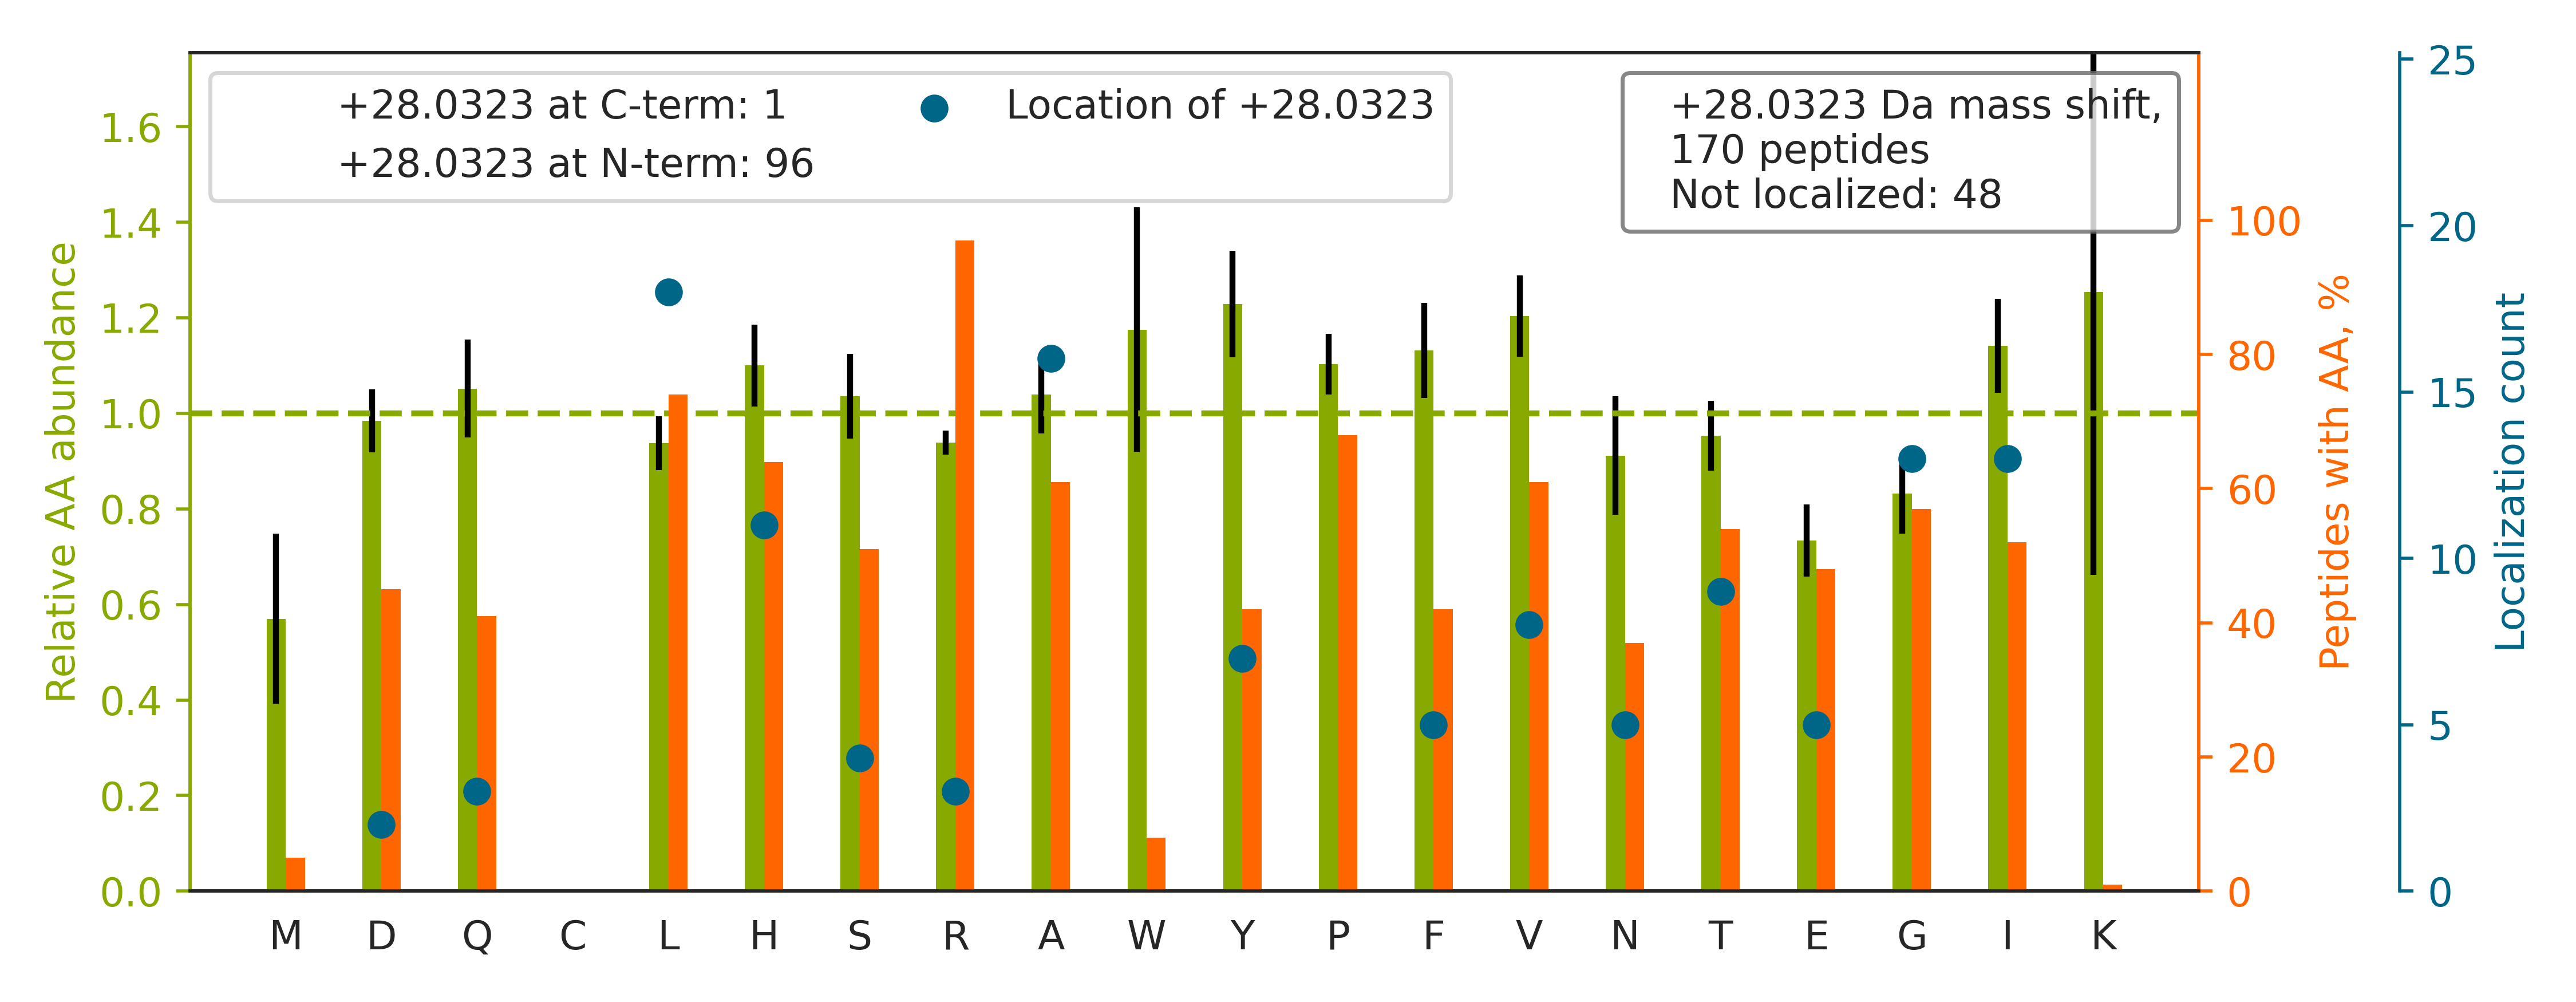 +28.0323 at C-term: 1
+28.0323 at N-term: 96
Location of +28.0323
+28.0323 Da mass shift,
170 peptides
Not localized: 48
Relative AA abundance
1.6
1.4
1.2
1.0
0.8
0.6
0.4
0.2
0.0
100
80
60
40
20
0
Peptides with AA, %
25
20
15
10
5
0
Localization count
M D Q C L H S R A W Y P F V N T E G I K